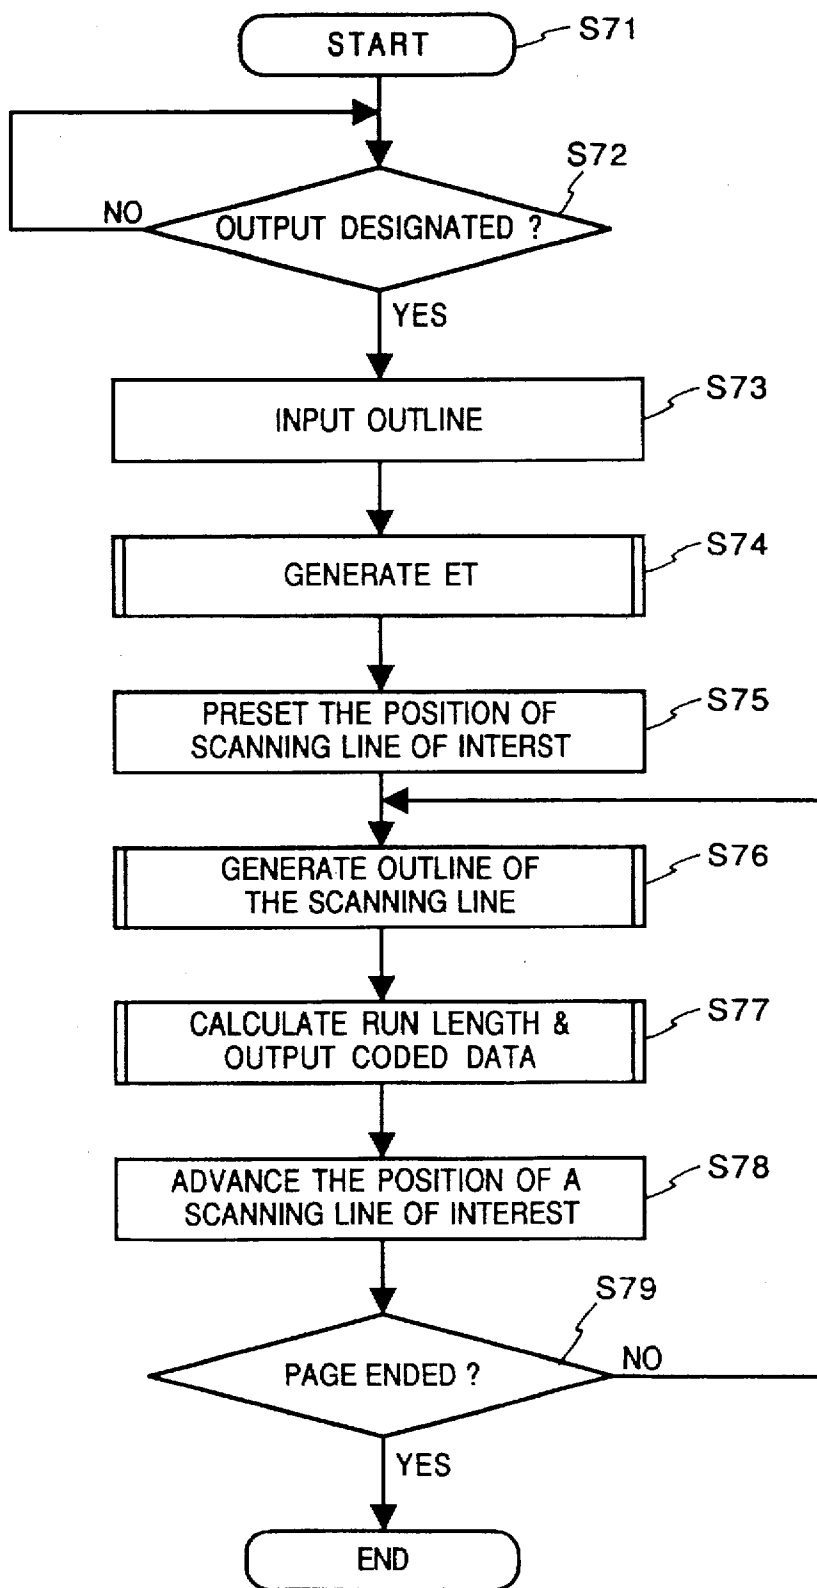 START
S71
S72
NO
OUTPUT DESIGNATED ?
YES
S73
INPUT OUTLINE
S74
GENERATE ET
S75
PRESET THE POSITION OF
SCANNING LINE OF INTERST
S76
GENERATE OUTLINE OF
THE SCANNING LINE
S77
CALCULATE RUN LENGTH &
OUTPUT CODED DATA
S78
ADVANCE THE POSITION OF A
SCANNING LINE OF INTEREST
S79
PAGE ENDED ?
NO
YES
END